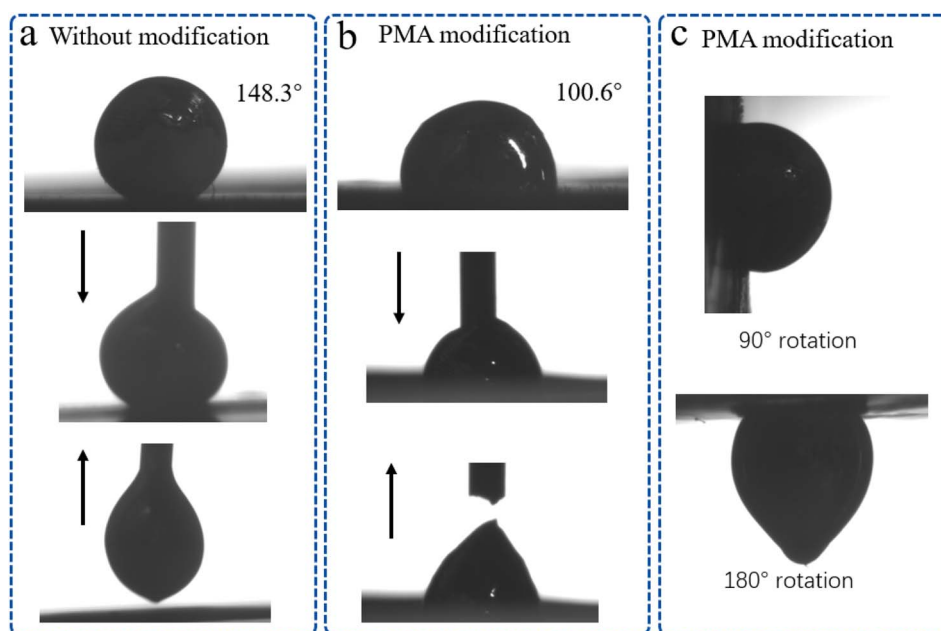 a Without modification
148.3°
b PMA modification
100.6°
c PMA modification
90° rotation
180° rotation